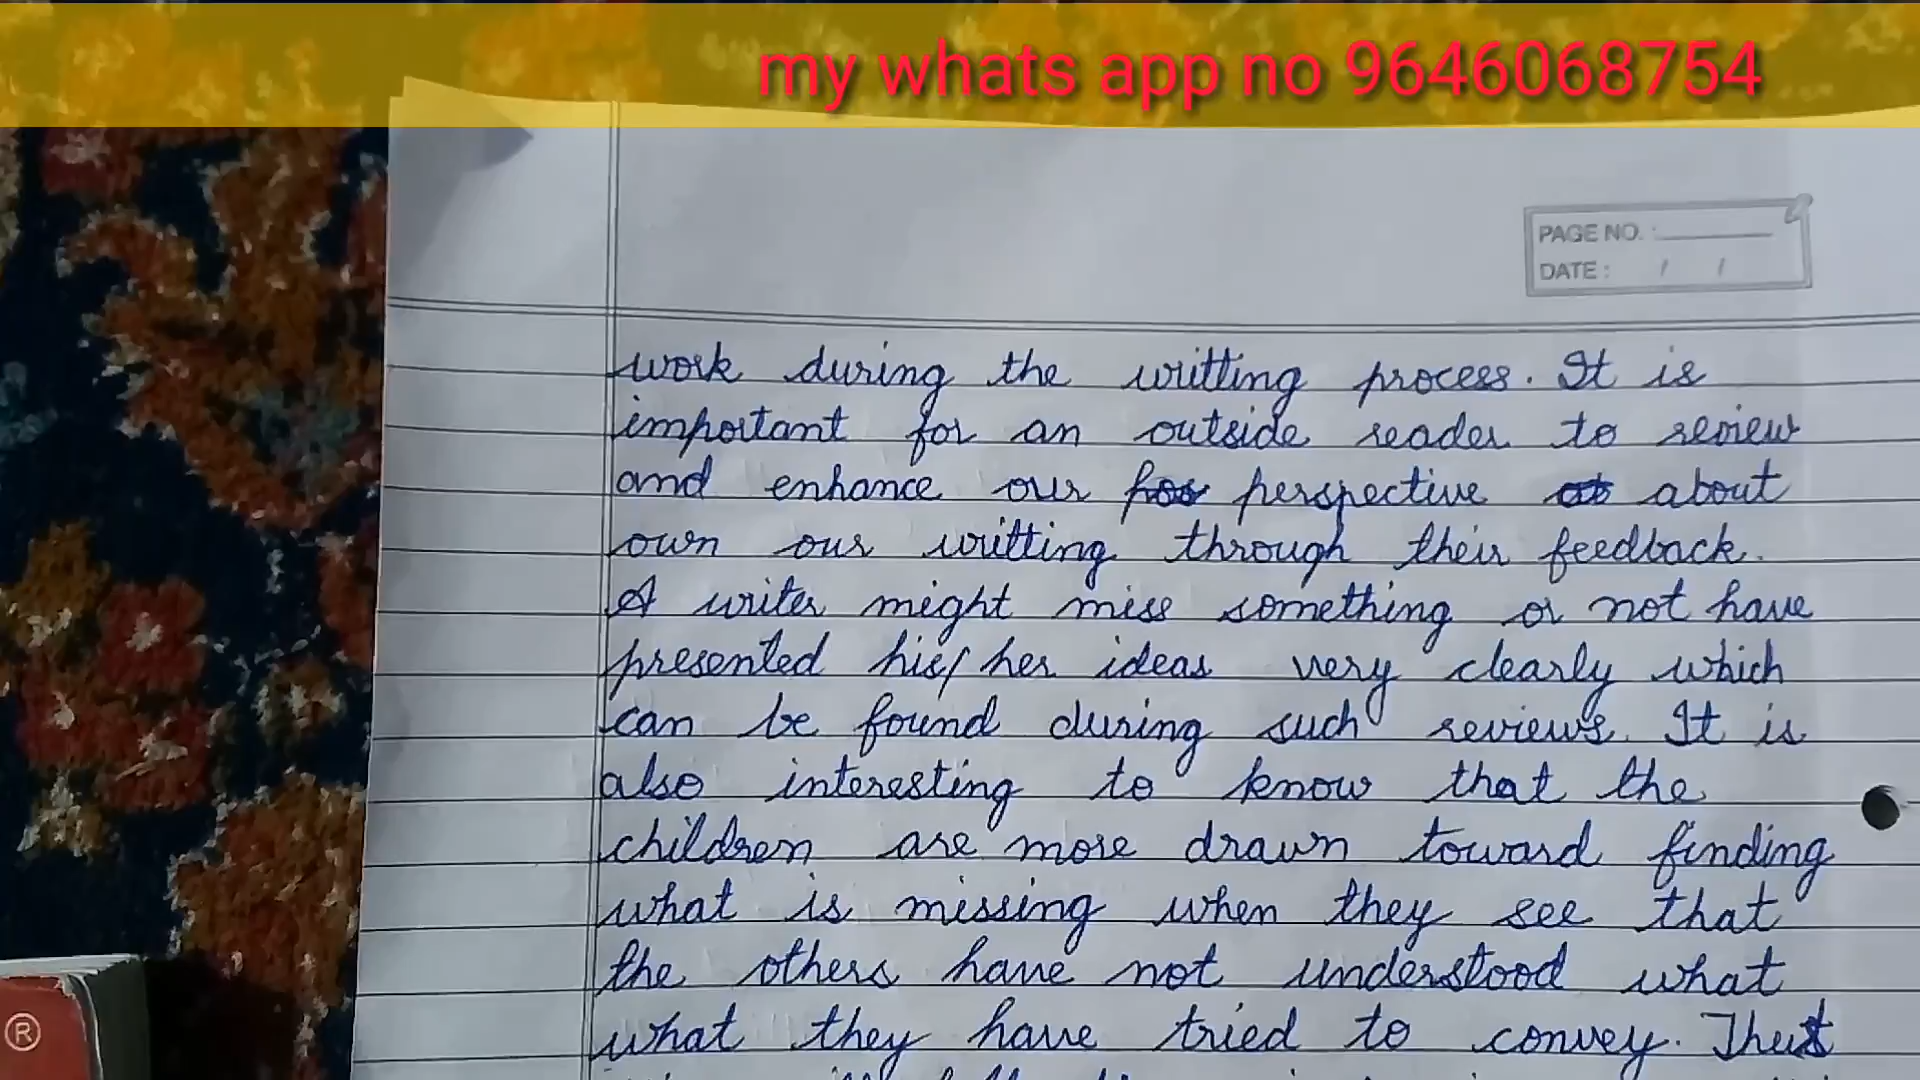 my whats app no 9646068754
PAGE NO. :
DATE : / /
work during the writting process. It is
important for an outside reader to review
and enhance our for perspective at about
own our writting through their feedback.
A writer might miss something or not have
presented his/her ideas very clearly which
can be found during such reviews. It is
also interesting to know that the
children are more drawn toward finding
what is missing when they see that
the others have not understood what
what they have tried to convey.
®